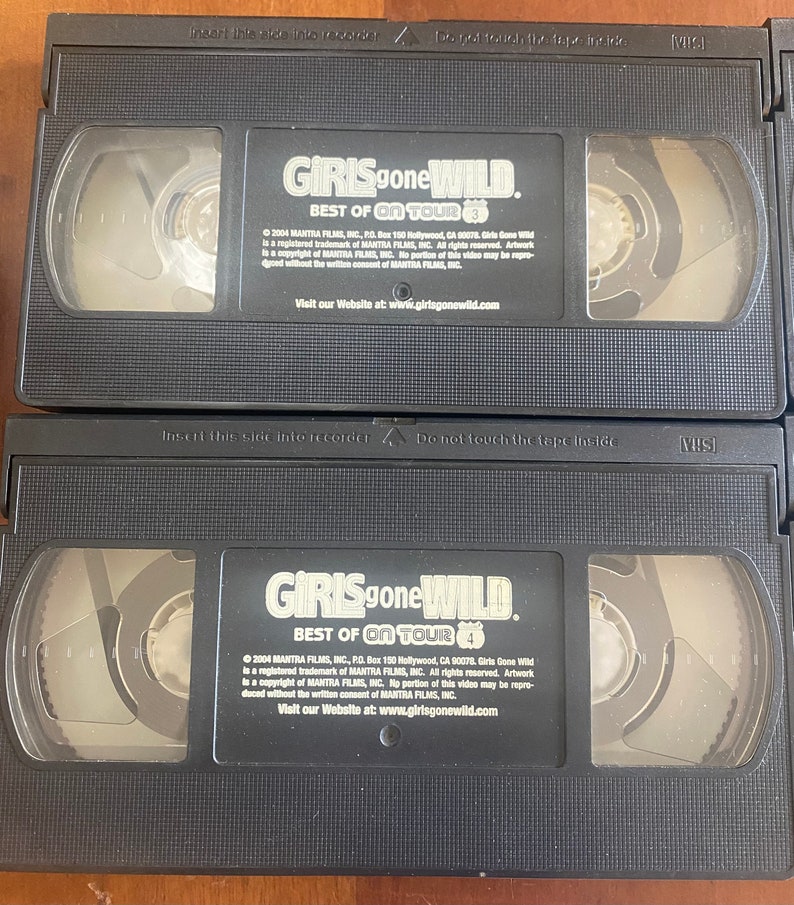 Insert this side into recorder Do not touch the tape inside VHS
GiRLS gone WILD®
BEST OF ON TOUR 3
© 2004 MANTRA FILMS, INC., P.O. Box 150 Hollywood, CA 90078. Girls Gone Wild
is a registered trademark of MANTRA FILMS, INC. All rights reserved. Artwork
is a copyright of MANTRA FILMS, INC. No portion of this video may be repro-
duced without the written consent of MANTRA FILMS, INC.
Visit our Website at: www.girlsgonewild.com
Insert this side into recorder Do not touch the tape inside VHS
GiRLS gone WILD®
BEST OF ON TOUR 4
© 2004 MANTRA FILMS, INC., P.O. Box 150 Hollywood, CA 90078. Girls Gone Wild
is a registered trademark of MANTRA FILMS, INC. All rights reserved. Artwork
is a copyright of MANTRA FILMS, INC. No portion of this video may be repro-
duced without the written consent of MANTRA FILMS, INC.
Visit our Website at: www.girlsgonewild.com